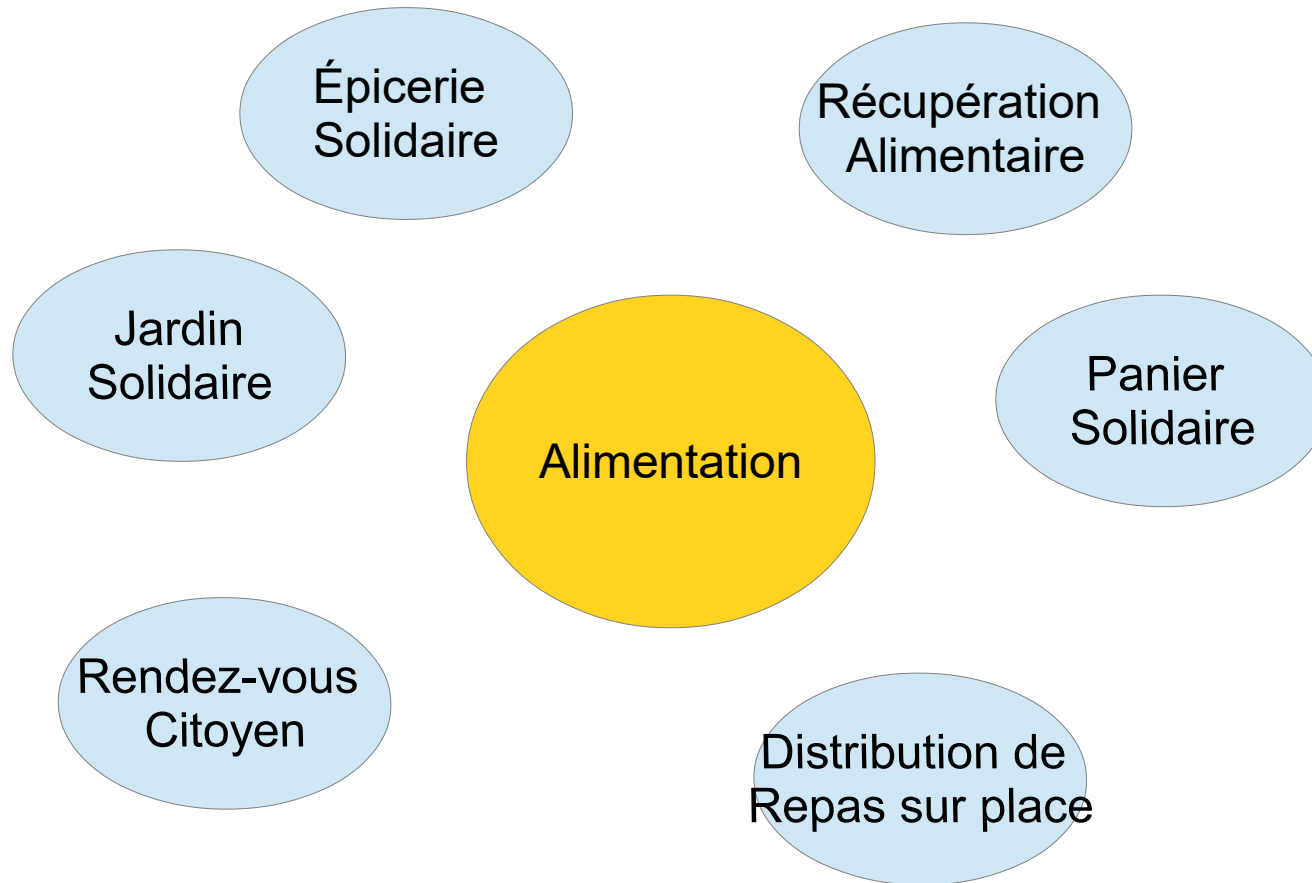 Épicerie
Solidaire
Récupération
Alimentaire
Jardin
Solidaire
Panier
Solidaire
Alimentation
Rendez-vous
Citoyen
Distribution de
Repas sur place